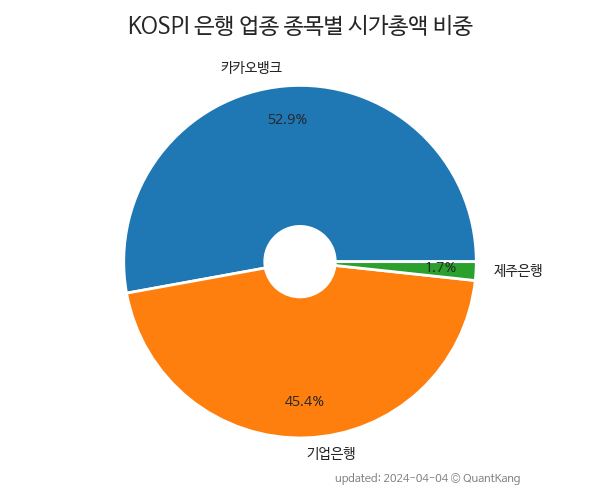 KOSPI 은행 업종 종목별 시가총액 비중
카카오뱅크
52.9%
1.7%
제주은행
45.4%
기업은행
updated: 2024-04-04 © QuantKang